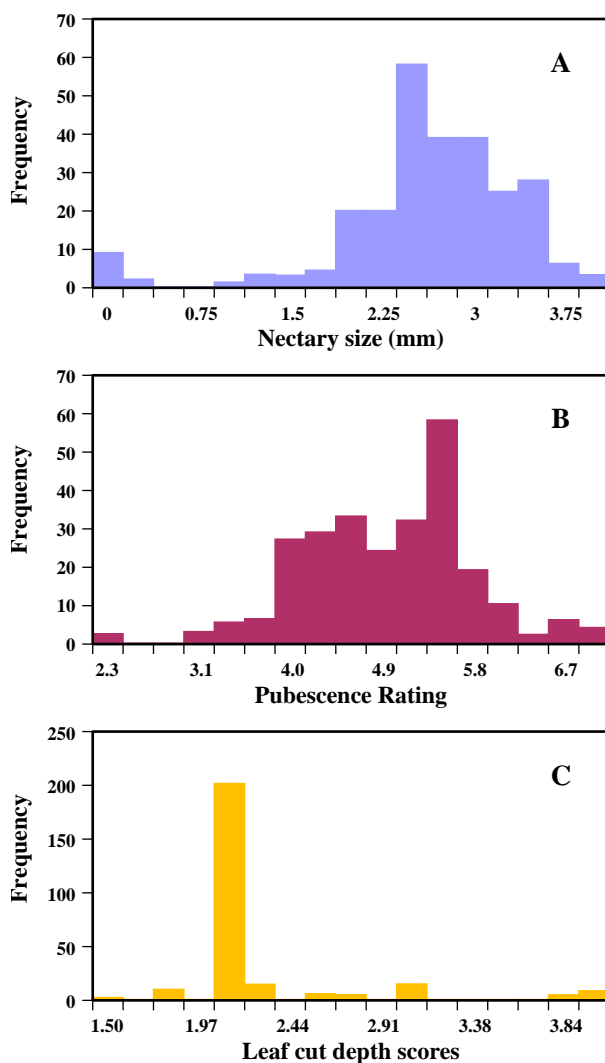 70
60
50
40
30
20
10
0
Frequency
A
0 0.75 1.5 2.25 3 3.75
Nectary size (mm)
70
60
50
40
30
20
10
0
Frequency
B
2.3 3.1 4.0 4.9 5.8 6.7
Pubescence Rating
250
200
150
100
50
0
Frequency
C
1.50 1.97 2.44 2.91 3.38 3.84
Leaf cut depth scores